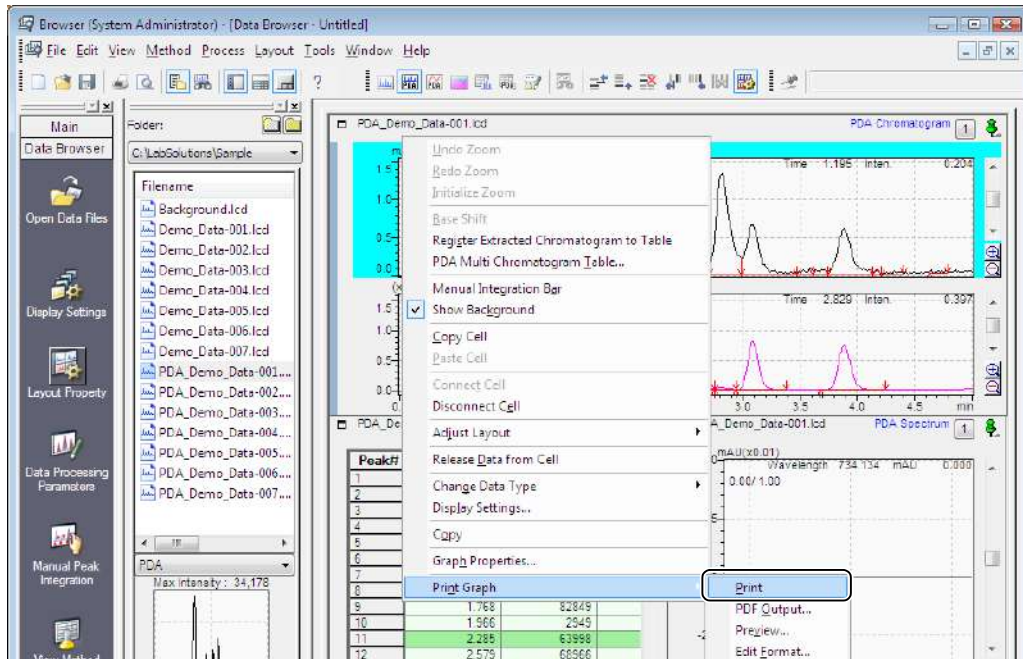 Browser (System Administrator) - [Data Browser - Untitled]
File Edit View Method Process Layout Tools Window Help
Main
Data Browser
Open Data Files
Display Settings
Layout Property
Data Processing
Parameters
Manual Peak
Integration
Folder:
C:\LabSolutions\Sample
Filename
Background.lcd
Demo_Data-001.lcd
Demo_Data-002.lcd
Demo_Data-003.lcd
Demo_Data-004.lcd
Demo_Data-005.lcd
Demo_Data-006.lcd
Demo_Data-007.lcd
PDA_Demo_Data-001....
PDA_Demo_Data-002....
PDA_Demo_Data-003....
PDA_Demo_Data-004....
PDA_Demo_Data-005....
PDA_Demo_Data-006....
PDA_Demo_Data-007....
PDA
Max Intensity : 34,178
PDA_Demo_Data-001.lcd PDA Chromatogram 1
Time 1.195 Inten. 0.204
1.5
1.0
0.5
0.0
Time 2.829 Inten. 0.397
1.5
1.0
0.5
0.0
3.0 3.5 4.0 4.5 min
Undo Zoom
Redo Zoom
Initialize Zoom
Base Shift
Register Extracted Chromatogram to Table
PDA Multi Chromatogram Table...
Manual Integration Bar
Show Background
Copy Cell
Paste Cell
Connect Cell
Disconnect Cell
Adjust Layout
Release Data from Cell
Change Data Type
Display Settings...
Copy
Graph Properties...
Print Graph
Print
PDF Output...
Preview...
Edit Format...
PDA Spectrum 1
mAU(x0.01)
Wavelength 734.134 mAU 0.000
0.00/ 1.00
Peak#
1
2
3
4
5
6
7
8
9 1.768 82849
10 1.966 2949
11 2.285 63998
12 2.579 68966